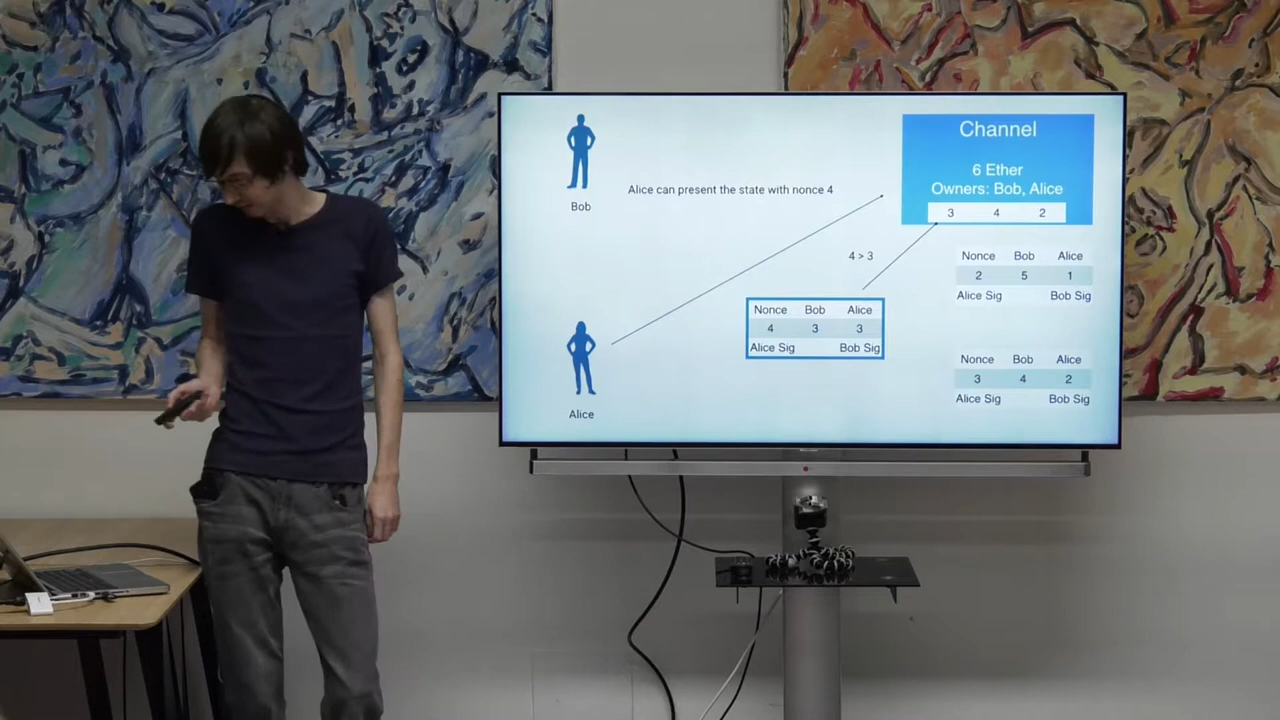 Channel
6 Ether
Owners: Bob, Alice
3 4 2
Bob
Alice can present the state with nonce 4
4 > 3
Nonce Bob Alice
2 5 1
Alice Sig Bob Sig
Nonce Bob Alice
4 3 3
Alice Sig Bob Sig
Nonce Bob Alice
3 4 2
Alice Sig Bob Sig
Alice